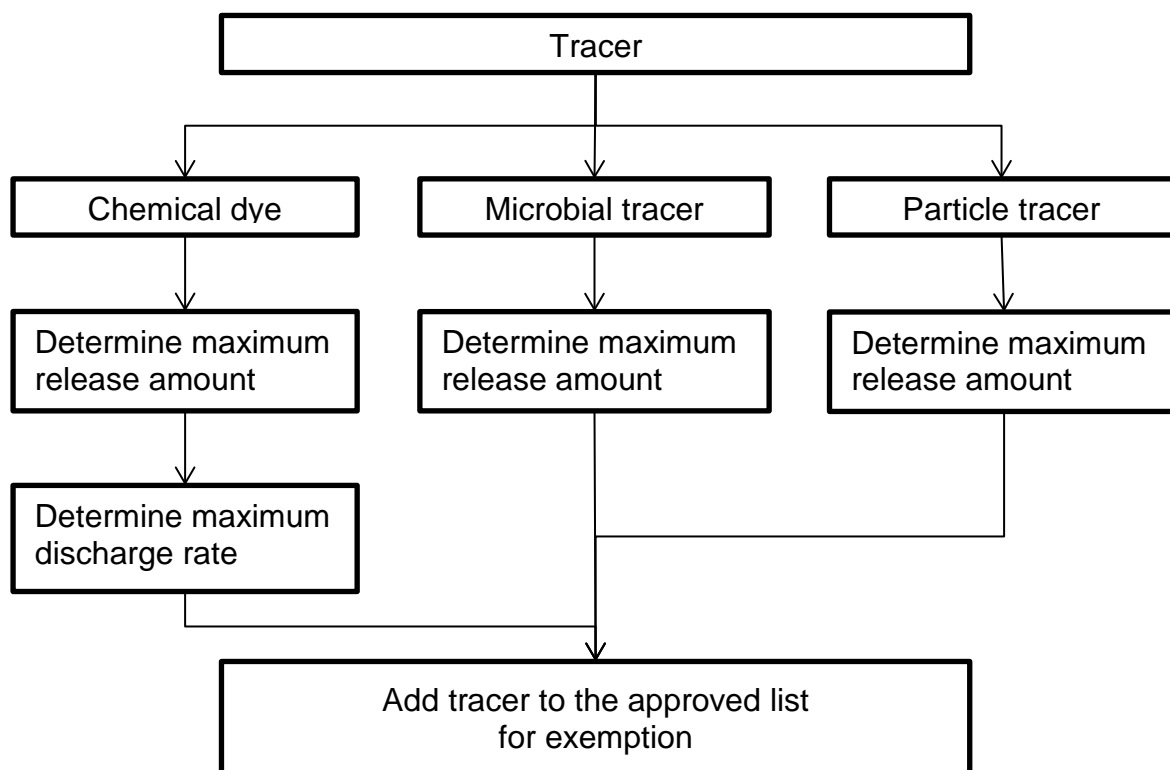 Tracer
Chemical dye
Microbial tracer
Particle tracer
Determine maximum
release amount
Determine maximum
release amount
Determine maximum
release amount
Determine maximum
discharge rate
Add tracer to the approved list
for exemption